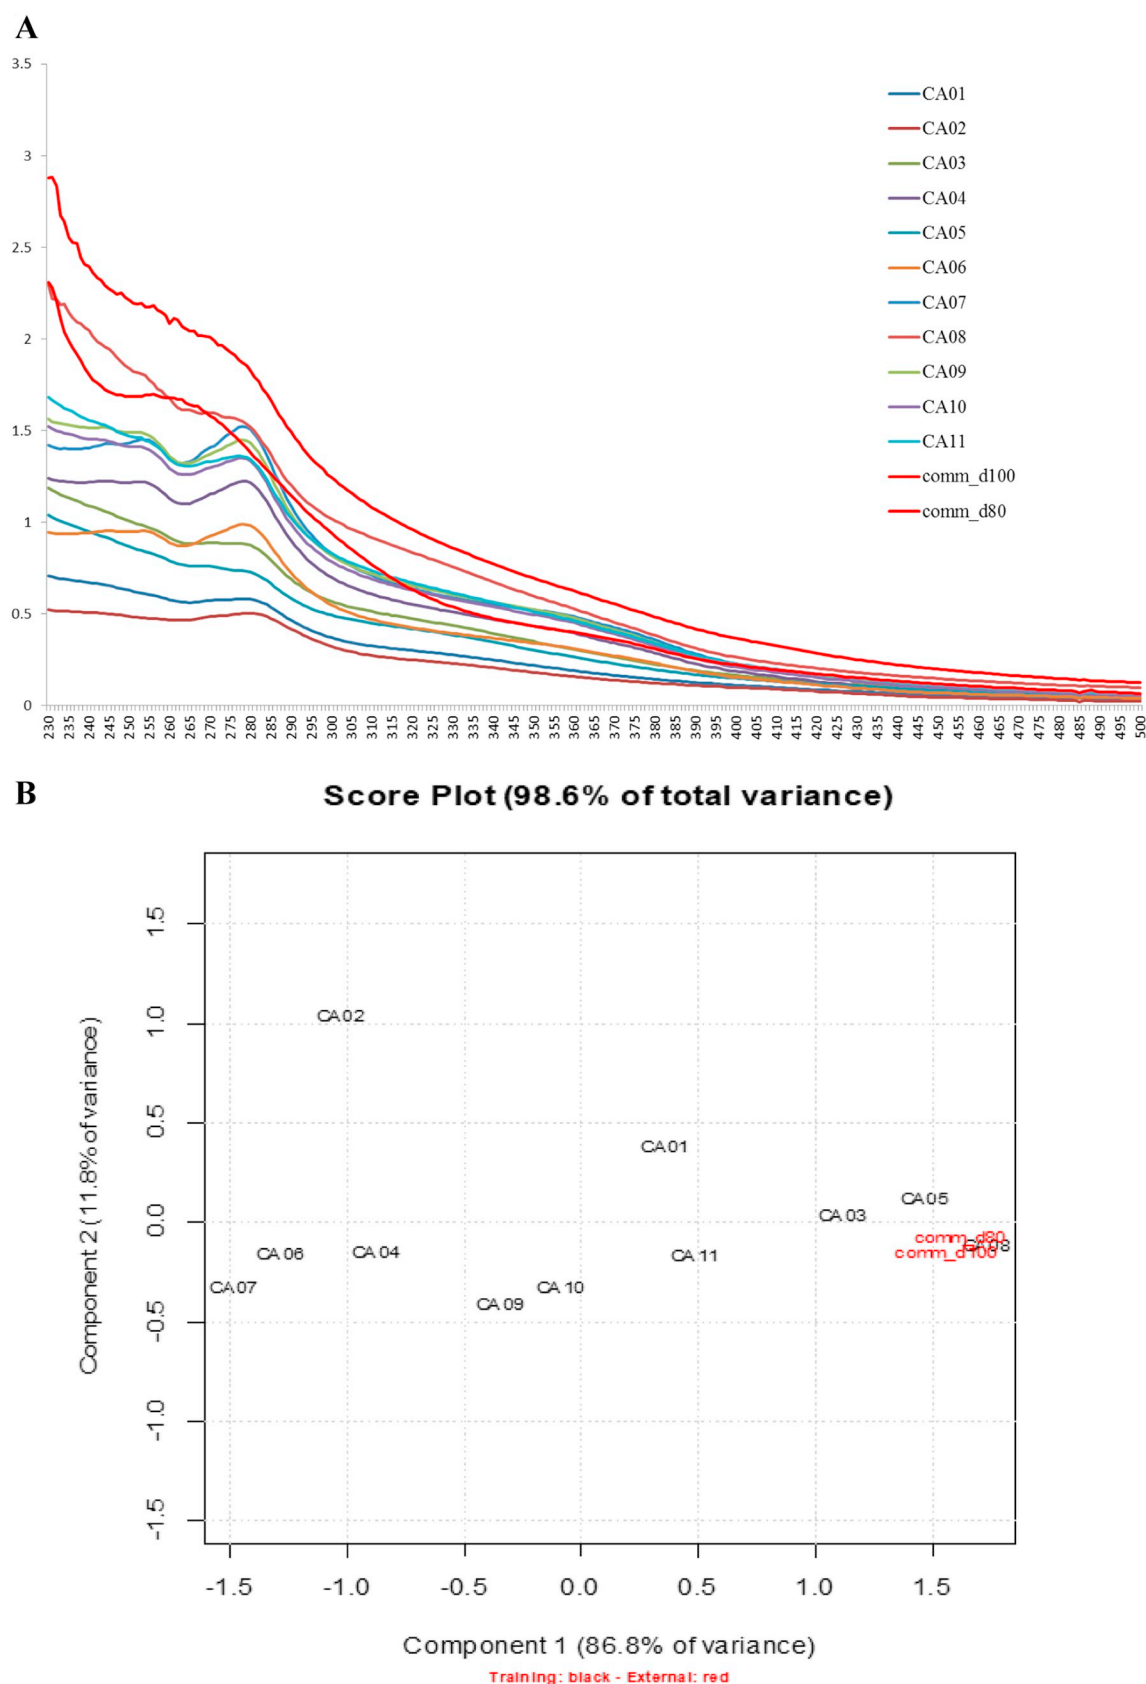 A
3.5
3
2.5
2
1.5
1
0.5
0
230 235 240 245 250 255 260 265 270 275 280 285 290 295 300 305 310 315 320 325 330 335 340 345 350 355 360 365 370 375 380 385 390 395 400 405 410 415 420 425 430 435 440 445 450 455 460 465 470 475 480 485 490 495 500
CA01
CA02
CA03
CA04
CA05
CA06
CA07
CA08
CA09
CA10
CA11
comm_d100
comm_d80
B
Score Plot (98.6% of total variance)
Component 2 (11.8% of variance)
1.5
1.0
0.5
0.0
-0.5
-1.0
-1.5
CA02
CA01
CA05
CA03
comm_d80
CA08
comm_d100
CA06
CA04
CA11
CA07
CA10
CA09
-1.5 -1.0 -0.5 0.0 0.5 1.0 1.5
Component 1 (86.8% of variance)
Training: black - External: red